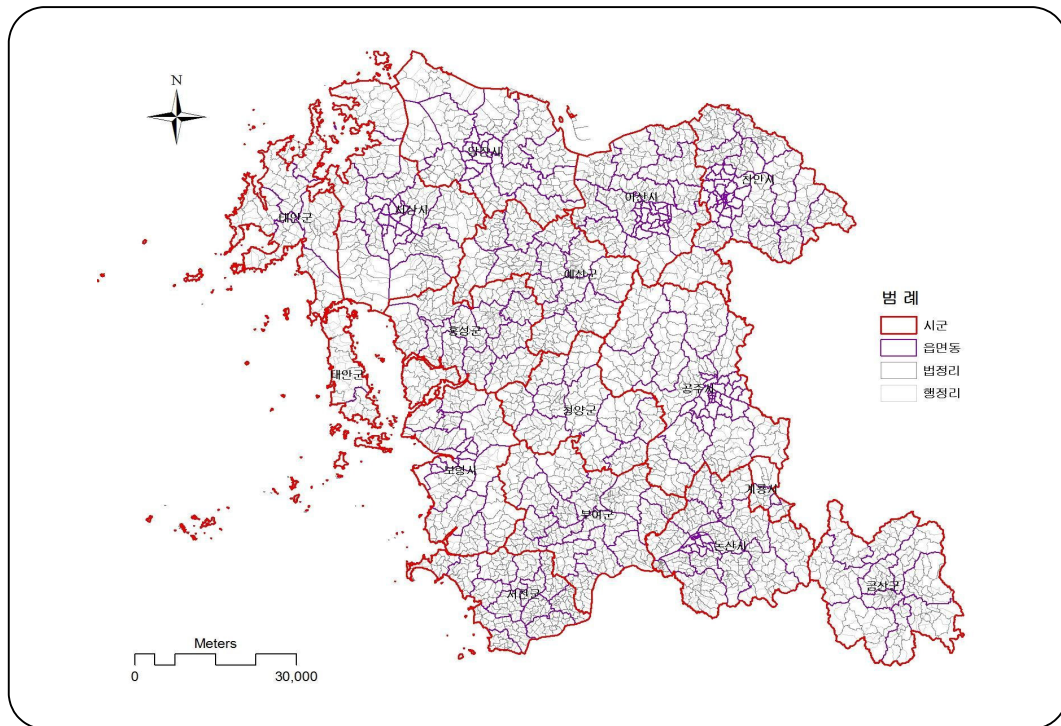 N
당진시
천안시
서산시
아산시
태안군
예산군
범 례
시군
홍성군
읍면동
법정리
태안군
공주시
행정리
청양군
보령시
계룡시
부여군
논산시
금산군
서천군
Meters
0 30,000